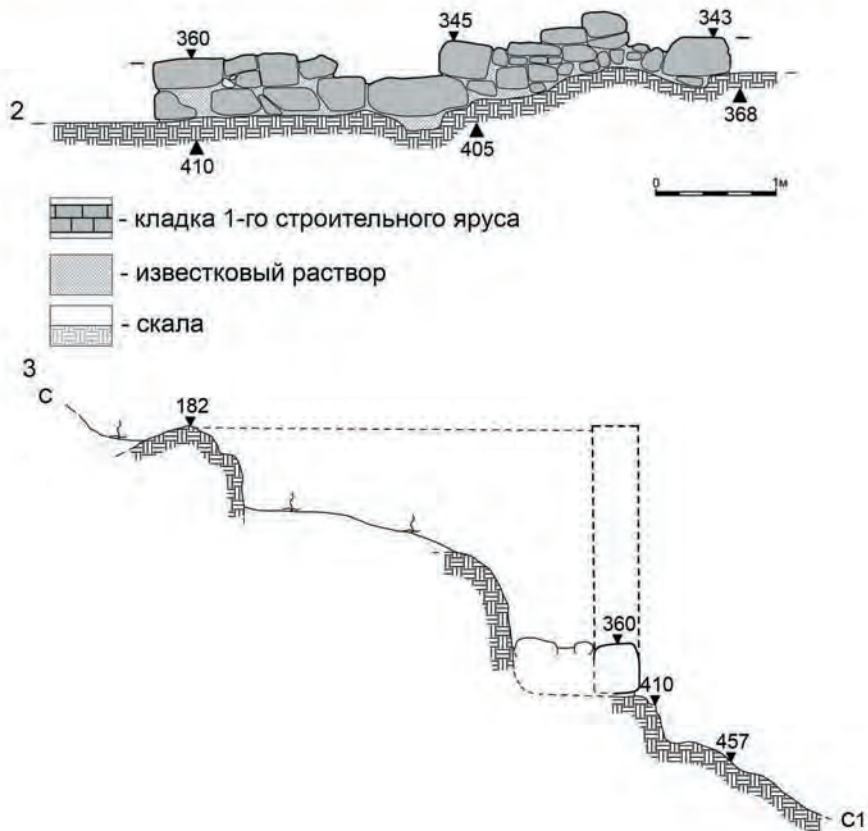 360
345
343
2
410
405
368
0
1м
- кладка 1-го строительного яруса
- известковый раствор
- скала
3
С
182
360
410
457
С1